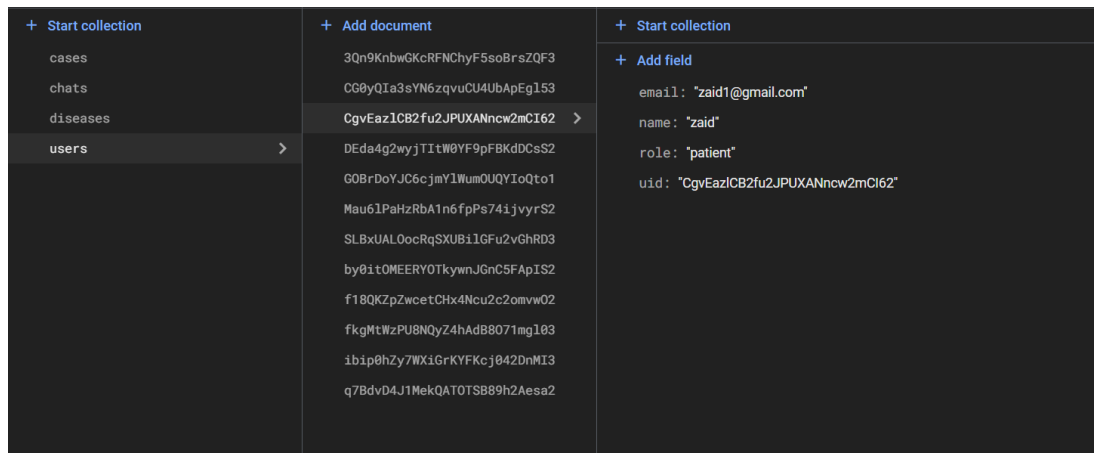 + Start collection
cases
chats
diseases
users
+ Add document
3Qn9KnbwGKcRFNChyF5soBrsZQF3
CG0yQIa3sYN6zqvuCU4UbApEgl53
CgvEazlCB2fu2JPUXANncw2mCI62
DEda4g2wyjTItW0YF9pFBKdDCsS2
GOBrDoYJC6cjmYlWumOUQYIoQto1
Mau6lPaHzRbA1n6fpPs74ijvyrS2
SLBxUALOocRqSXUBilGFu2vGhRD3
by0itOMEERYOTkywnJGnC5FApIS2
f18QKZpZwcetCHx4Ncu2c2omvwO2
fkgMtWzPU8NQyZ4hAdB8O71mgl03
ibip0hZy7WXiGrKYFKcj042DnMI3
q7BdvD4J1MekQATOTSB89h2Aesa2
+ Start collection
+ Add field
email: "zaid1@gmail.com"
name: "zaid"
role: "patient"
uid: "CgvEazlCB2fu2JPUXANncw2mCI62"